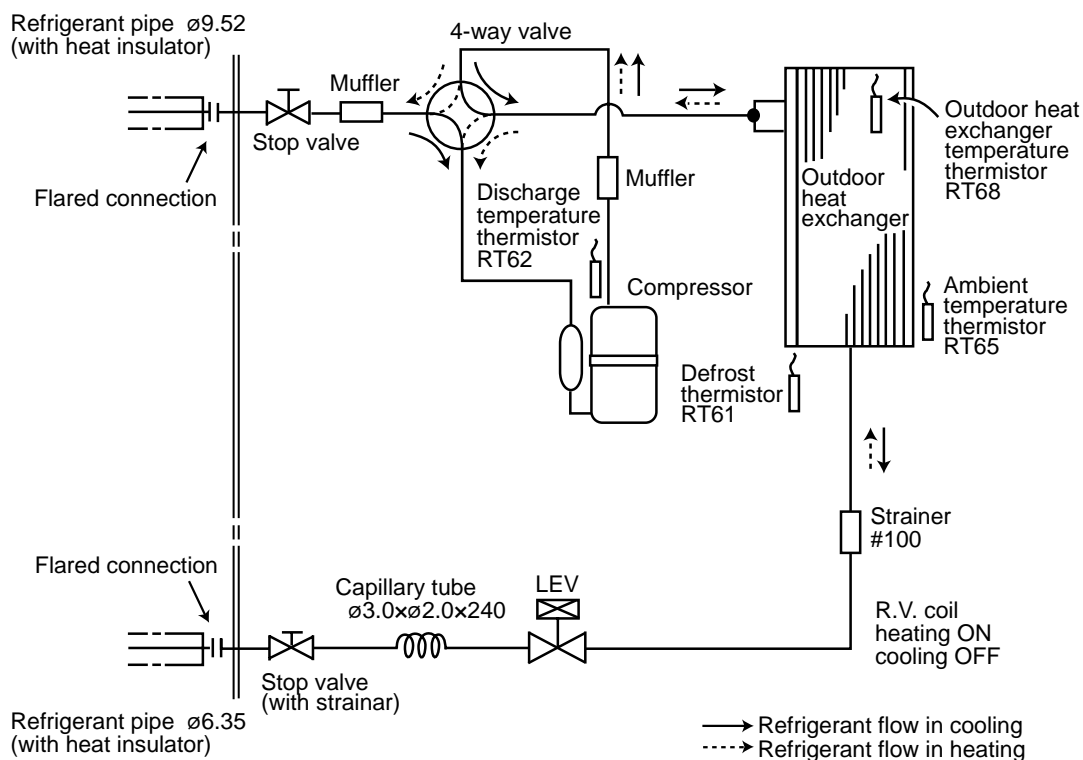 Refrigerant pipe ø9.52
(with heat insulator)
4-way valve
Muffler
Stop valve
Flared connection
Outdoor heat
exchanger
temperature
thermistor
RT68
Outdoor
heat
exchanger
Muffler
Discharge
temperature
thermistor
RT62
Compressor
Ambient
temperature
thermistor
RT65
Defrost
thermistor
RT61
Strainer
#100
Flared connection
Capillary tube
ø3.0×ø2.0×240
LEV
R.V. coil
heating ON
cooling OFF
Stop valve
(with strainar)
Refrigerant pipe ø6.35
(with heat insulator)
Refrigerant flow in cooling
Refrigerant flow in heating